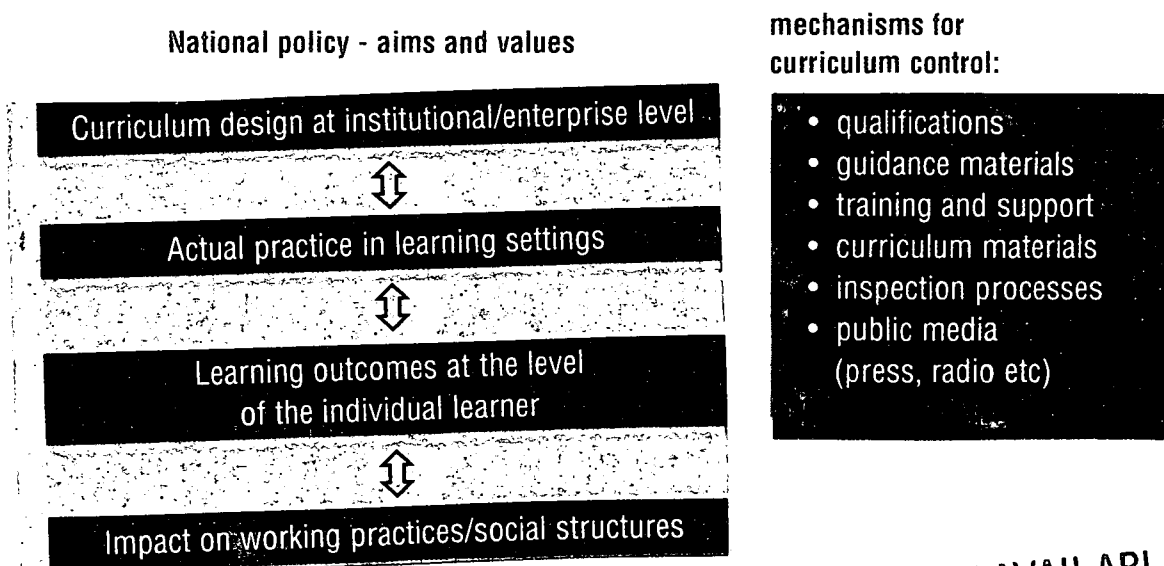 National policy - aims and values
Curriculum design at institutional/enterprise level
Actual practice in learning settings
Learning outcomes at the level
of the individual learner
Impact on working practices/social structures
mechanisms for
curriculum control:
• qualifications
• guidance materials
• training and support
• curriculum materials
• inspection processes
• public media
(press, radio etc)